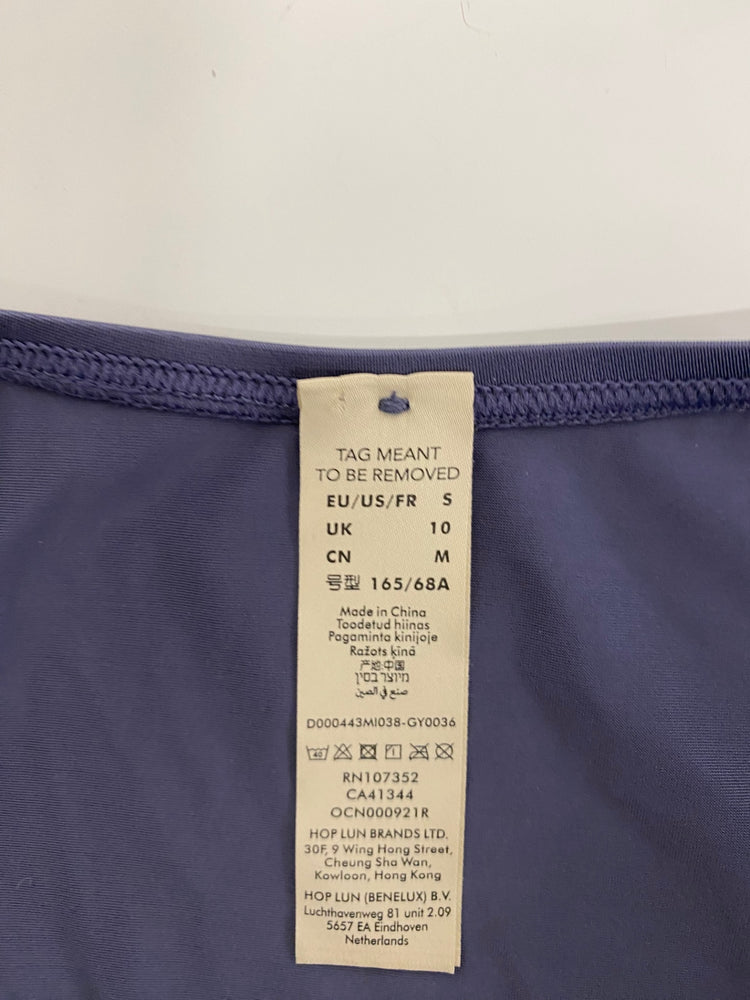 TAG MEANT
TO BE REMOVED
EU/US/FR S
UK 10
CN M
号型 165/68A
Made in China
Toodetud hiinas
Pagaminta kinijoje
Ražots ķīnā
产地:中国
מיוצר בסין
صنع في الصين
D000443MI038-GY0036
40
RN107352
CA41344
OCN000921R
HOP LUN BRANDS LTD.
30F, 9 Wing Hong Street,
Cheung Sha Wan,
Kowloon, Hong Kong
HOP LUN (BENELUX) B.V.
Luchthavenweg 81 unit 2.09
5657 EA Eindhoven
Netherlands